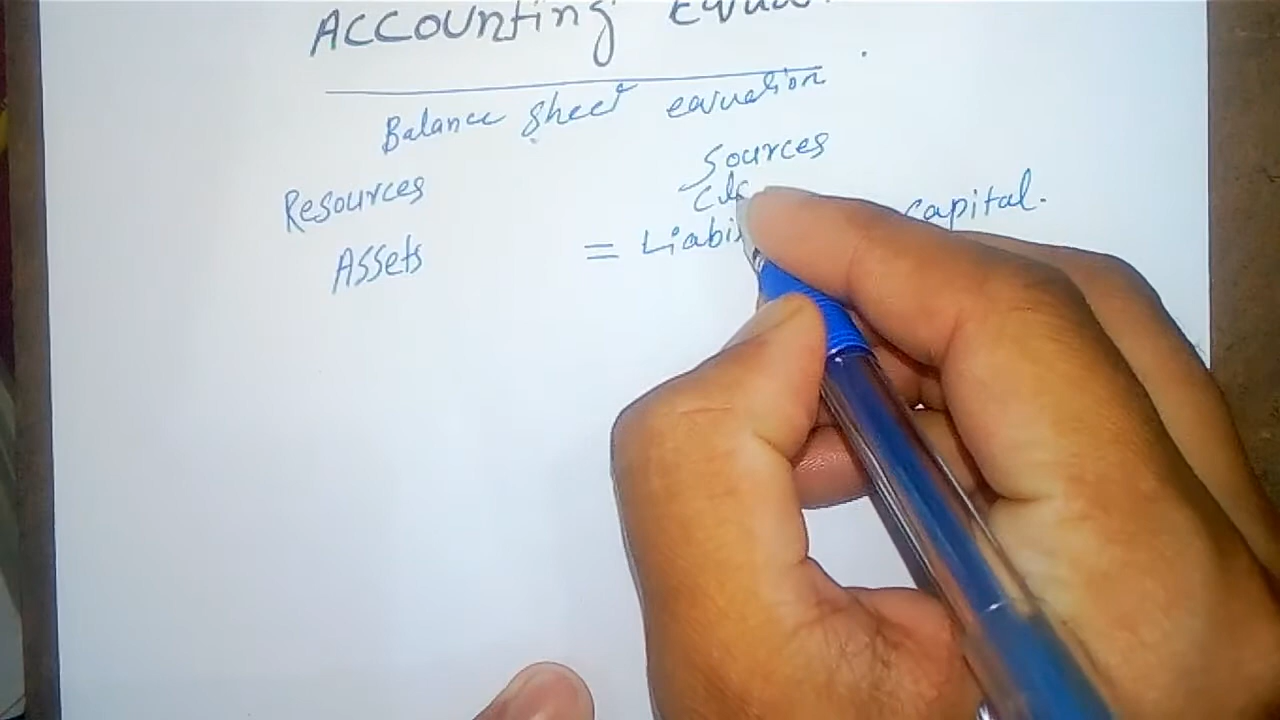 Accounting
Balance sheet equation
Sources
Resources
Assets = Liabi capital.